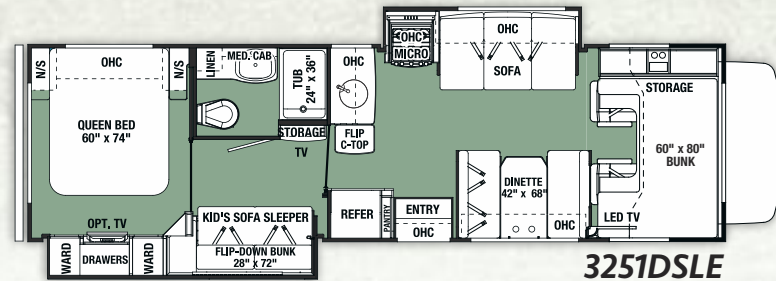 N/S
OHC
N/S
QUEEN BED
60" x 74"
OPT. TV
WARD
DRAWERS
WARD
LINEN
MED. CAB
TUB
24" x 36"
STORAGE
TV
KID'S SOFA SLEEPER
FLIP-DOWN BUNK
28" x 72"
OHC
FLIP
C-TOP
REFER
PANTRY
ENTRY
OHC
OHC
MICRO
OHC
SOFA
DINETTE
42" x 68"
OHC
STORAGE
60" x 80"
BUNK
LED TV
3251DSLE